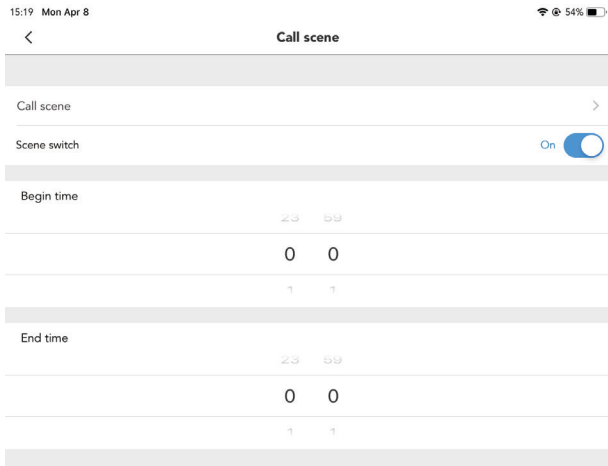 15:19 Mon Apr 8 54%
Call scene
Call scene
Scene switch On
Begin time
23 59
0 0
1 1
End time
23 59
0 0
1 1